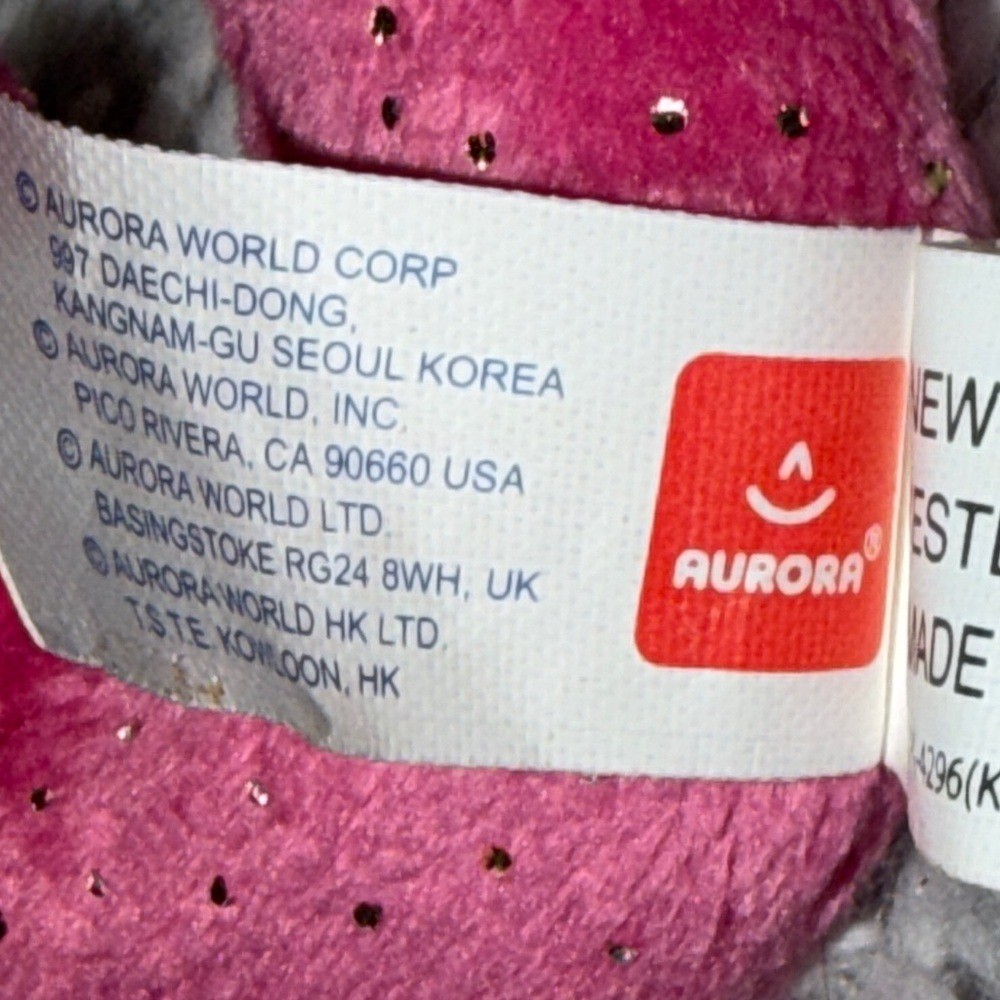 © AURORA WORLD CORP
997 DAECHI-DONG,
KANGNAM-GU SEOUL KOREA
© AURORA WORLD, INC.
PICO RIVERA, CA 90660 USA
© AURORA WORLD LTD.
BASINGSTOKE RG24 8WH, UK
© AURORA WORLD HK LTD.
T.S.T.E KOWLOON, HK
AURORA®
NEW
ESTE
MADE
-4296(K